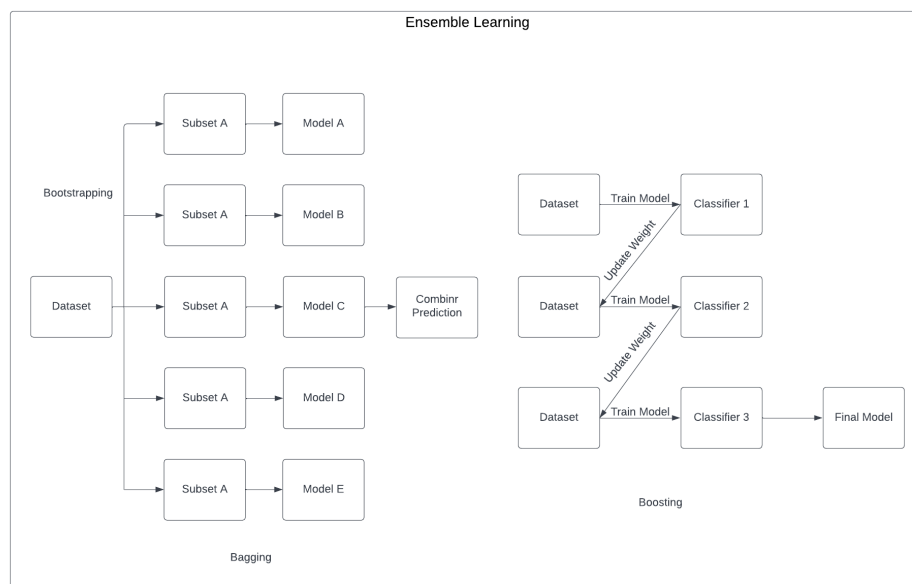 Ensemble Learning
Subset A
Model A
Bootstrapping
Subset A
Model B
Dataset
Subset A
Model C
Combinr
Prediction
Subset A
Model D
Subset A
Model E
Bagging
Dataset
Train Model
Classifier 1
Update Weight
Dataset
Train Model
Classifier 2
Update Weight
Dataset
Train Model
Classifier 3
Final Model
Boosting